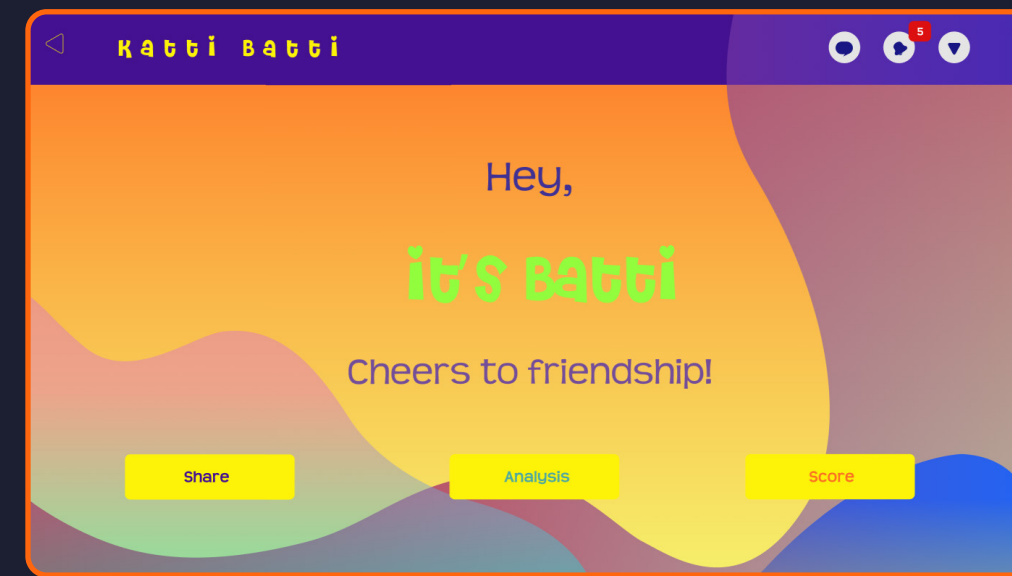 Katti Batti
5
Hey,
it's Batti
Cheers to friendship!
Share
Analysis
Score